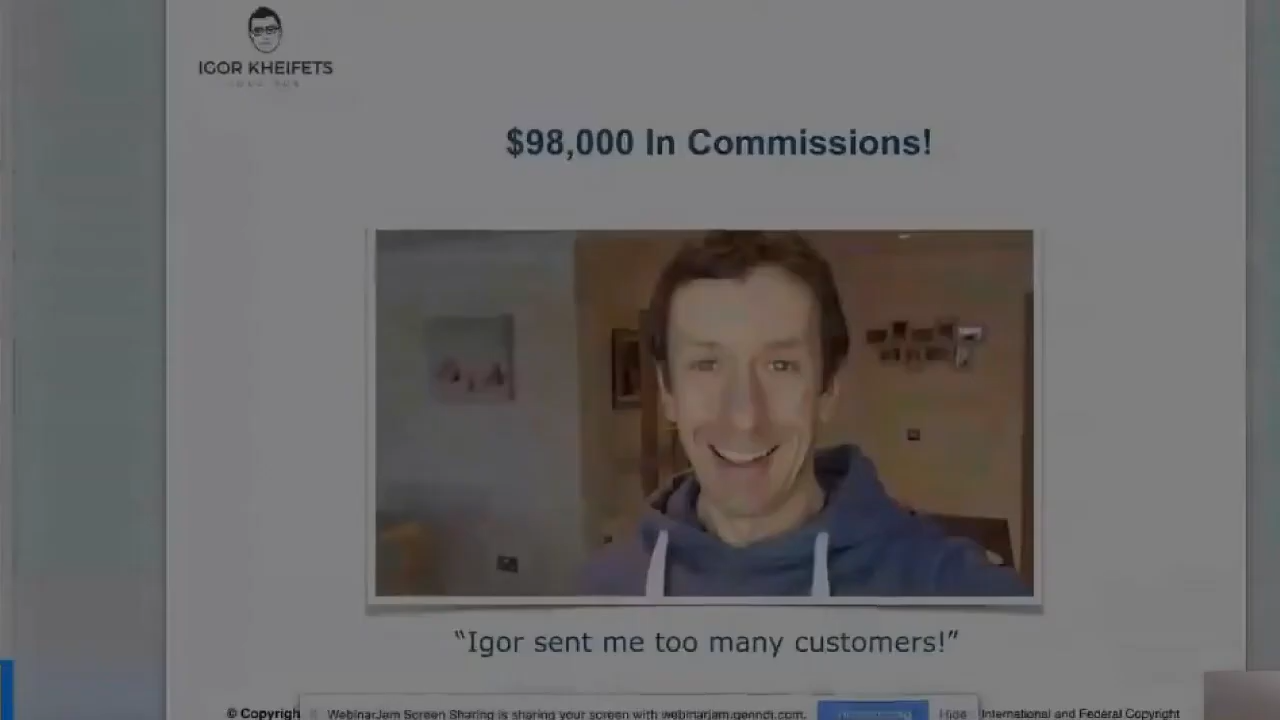 IGOR KHEIFETS
$98,000 In Commissions!
“Igor sent me too many customers!”
© Copyrigh
WebinarJam Screen Sharing is sharing your screen with webinarjam.genndi.com.
Hide
International and Federal Copyright